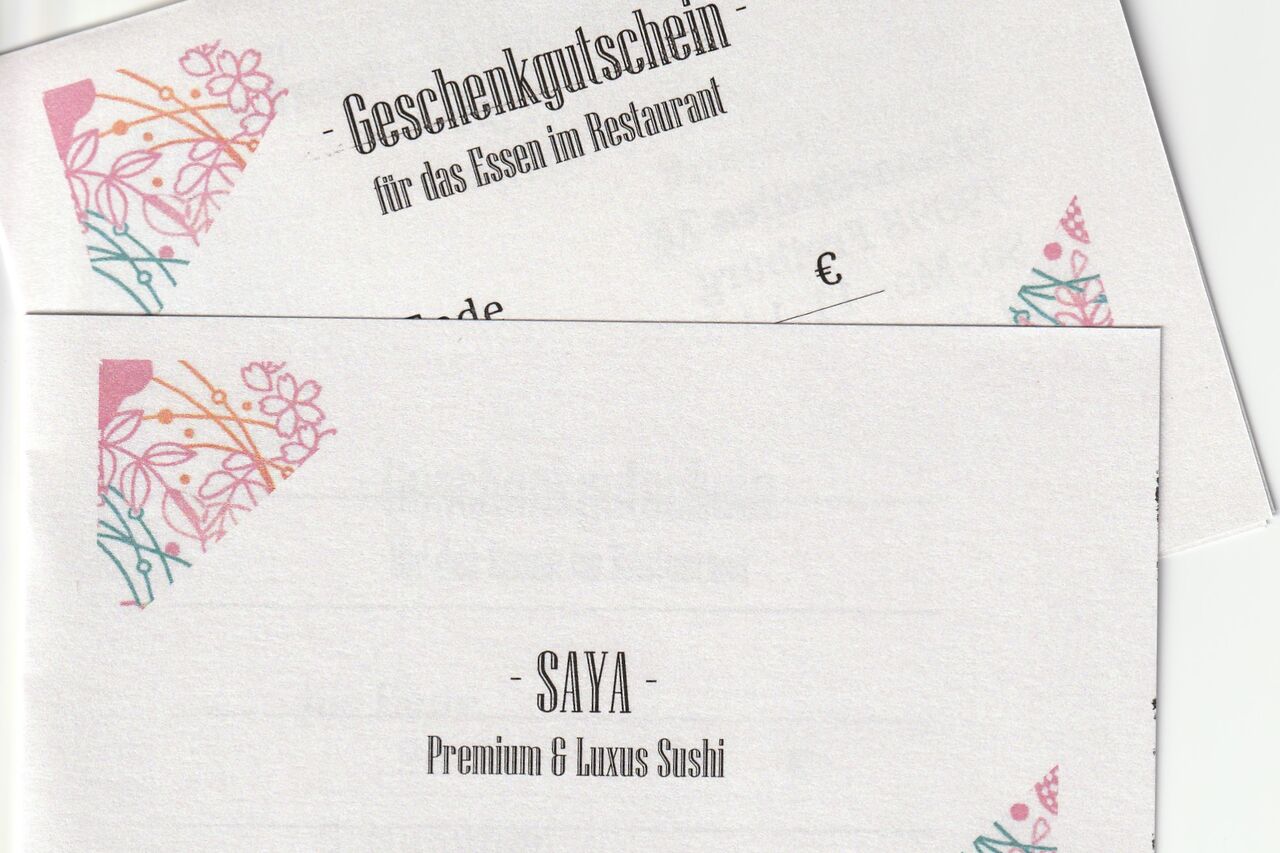 - Geschenkgutschein -
für das Essen im Restaurant
€
- SAYA -
Premium & Luxus Sushi